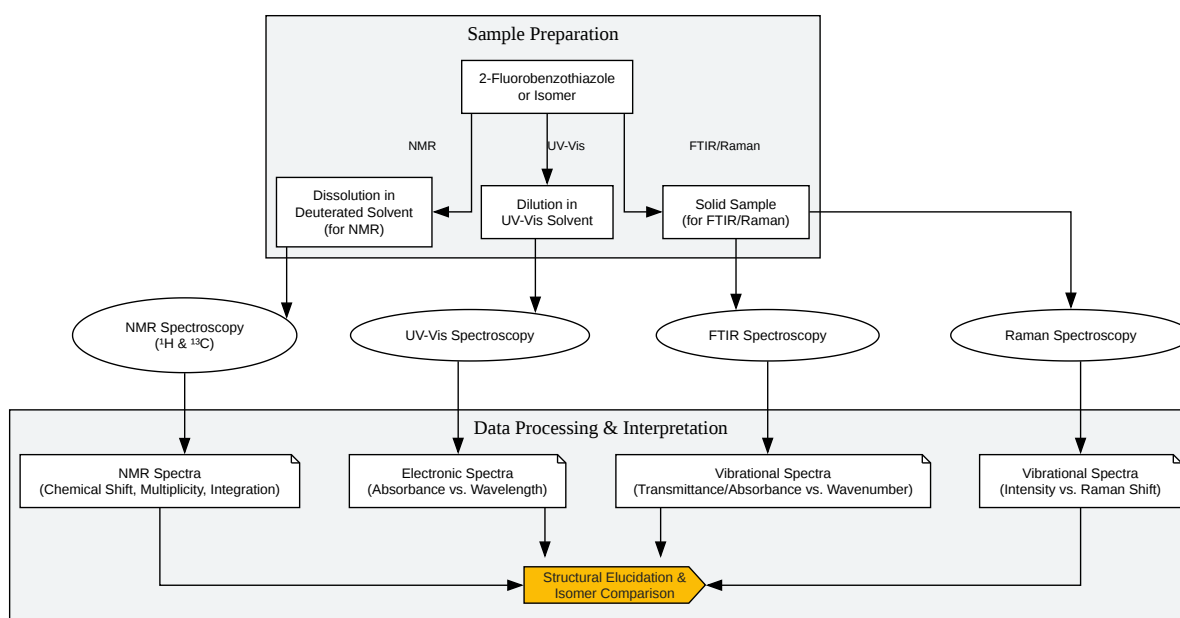 Sample Preparation
2-Fluorobenzothiazole
or Isomer
NMR
UV-Vis
FTIR/Raman
Dissolution in
Deuterated Solvent
(for NMR)
Dilution in
UV-Vis Solvent
Solid Sample
(for FTIR/Raman)
NMR Spectroscopy
(¹H & ¹³C)
UV-Vis Spectroscopy
FTIR Spectroscopy
Raman Spectroscopy
Data Processing & Interpretation
NMR Spectra
(Chemical Shift, Multiplicity, Integration)
Electronic Spectra
(Absorbance vs. Wavelength)
Vibrational Spectra
(Transmittance/Absorbance vs. Wavenumber)
Vibrational Spectra
(Intensity vs. Raman Shift)
Structural Elucidation &
Isomer Comparison